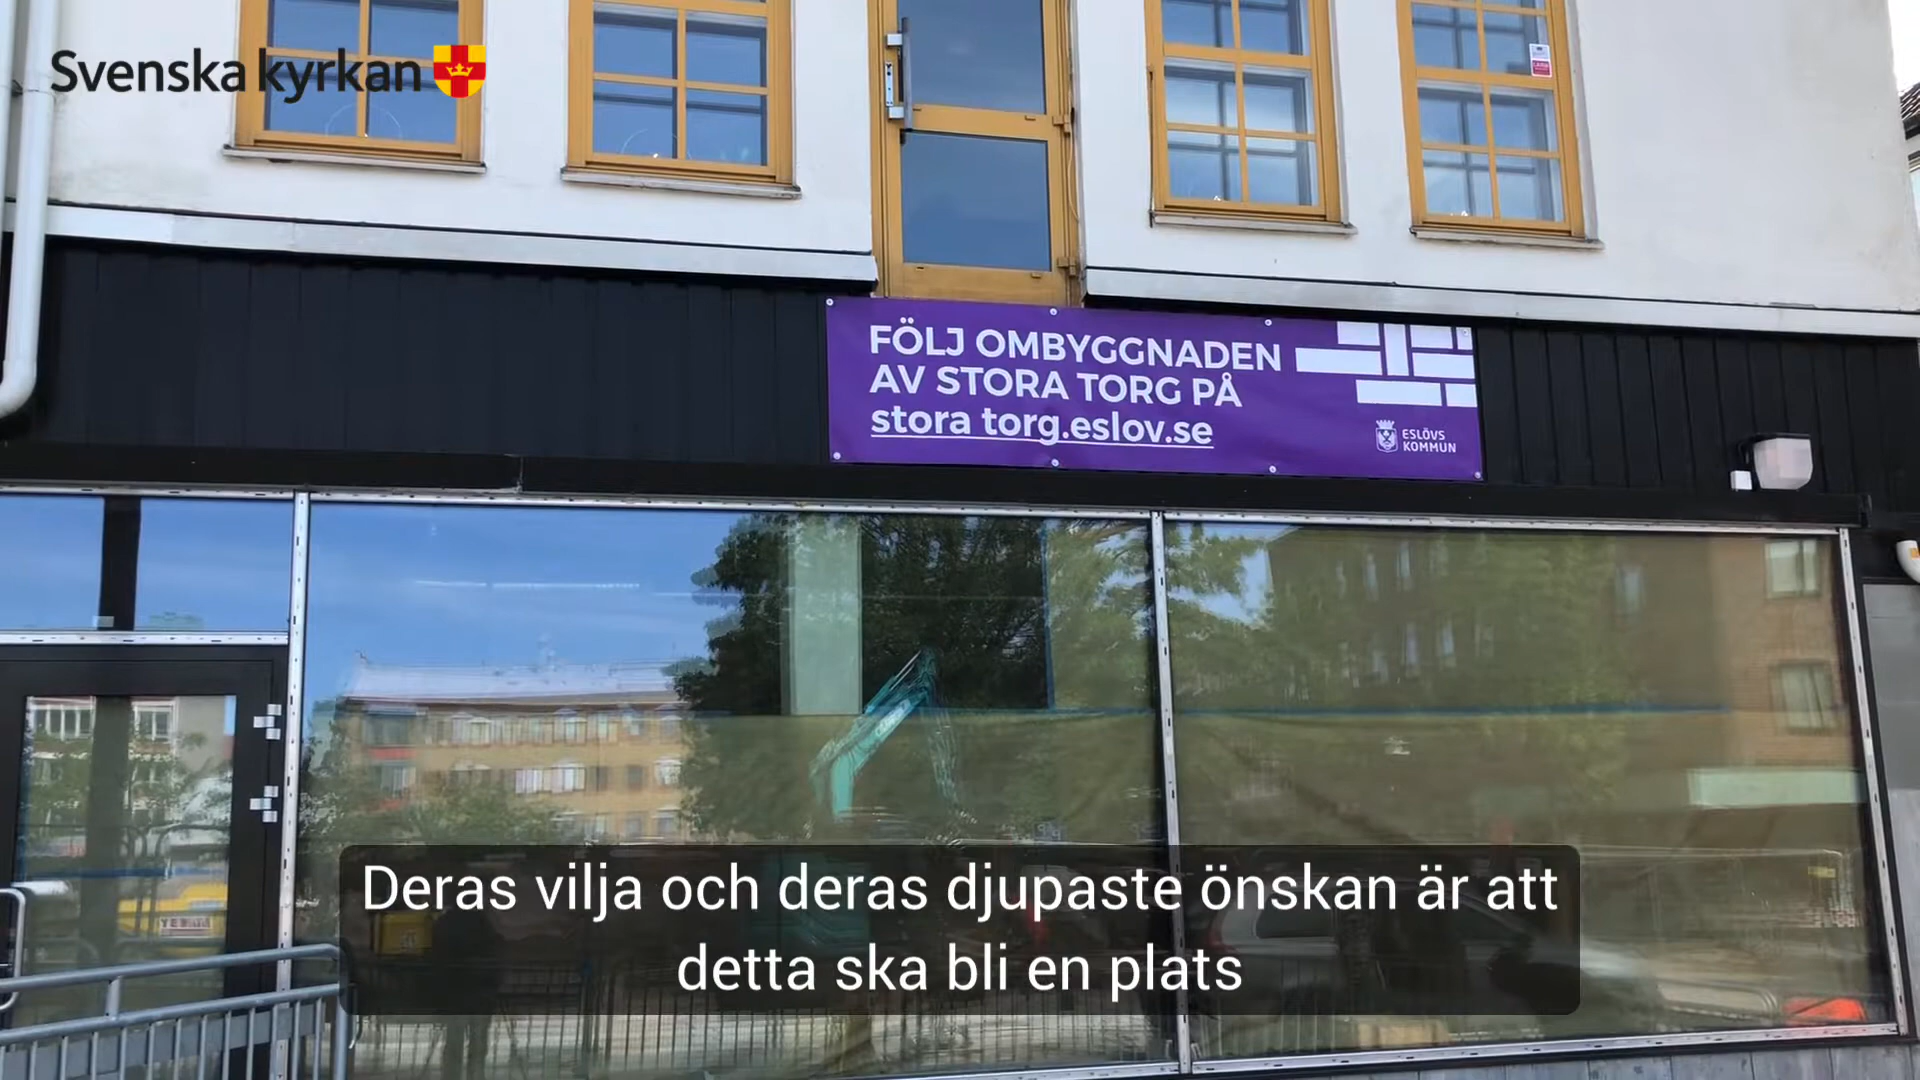 Svenska kyrkan
FÖLJ OMBYGGNADEN
AV STORA TORG PÅ
stora torg.eslov.se
ESLÖVS
KOMMUN
Deras vilja och deras djupaste önskan är att
detta ska bli en plats